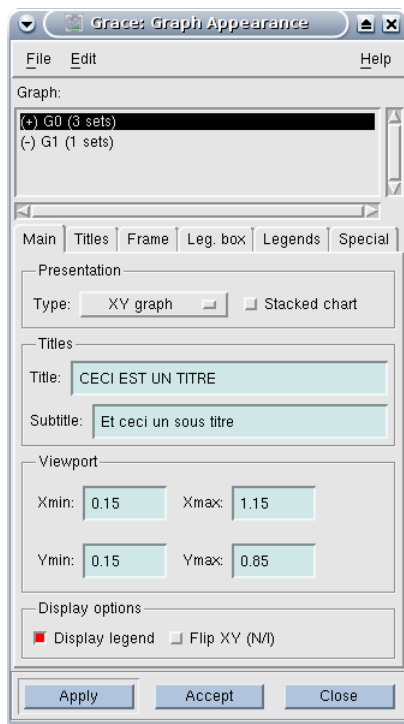 Grace: Graph Appearance
File Edit Help
Graph:
(+) G0 (3 sets)
(-) G1 (1 sets)
Main Titles Frame Leg. box Legends Special
Presentation
Type: XY graph Stacked chart
Titles
Title: CECI EST UN TITRE
Subtitle: Et ceci un sous titre
Viewport
Xmin: 0.15 Xmax: 1.15
Ymin: 0.15 Ymax: 0.85
Display options
Display legend Flip XY (N/I)
Apply Accept Close